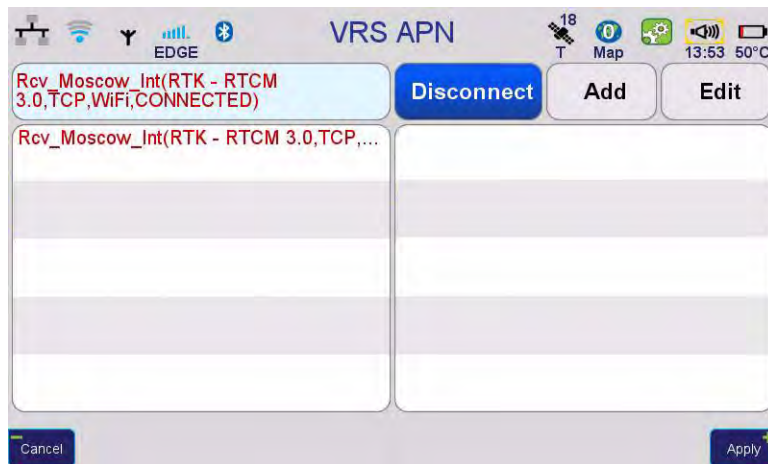 EDGE
VRS APN
18
T
0
Map
13:53 50°C
Rcv_Moscow_Int(RTK - RTCM
3.0,TCP,WiFi,CONNECTED)
Disconnect
Add
Edit
Rcv_Moscow_Int(RTK - RTCM 3.0,TCP,...
Cancel
Apply